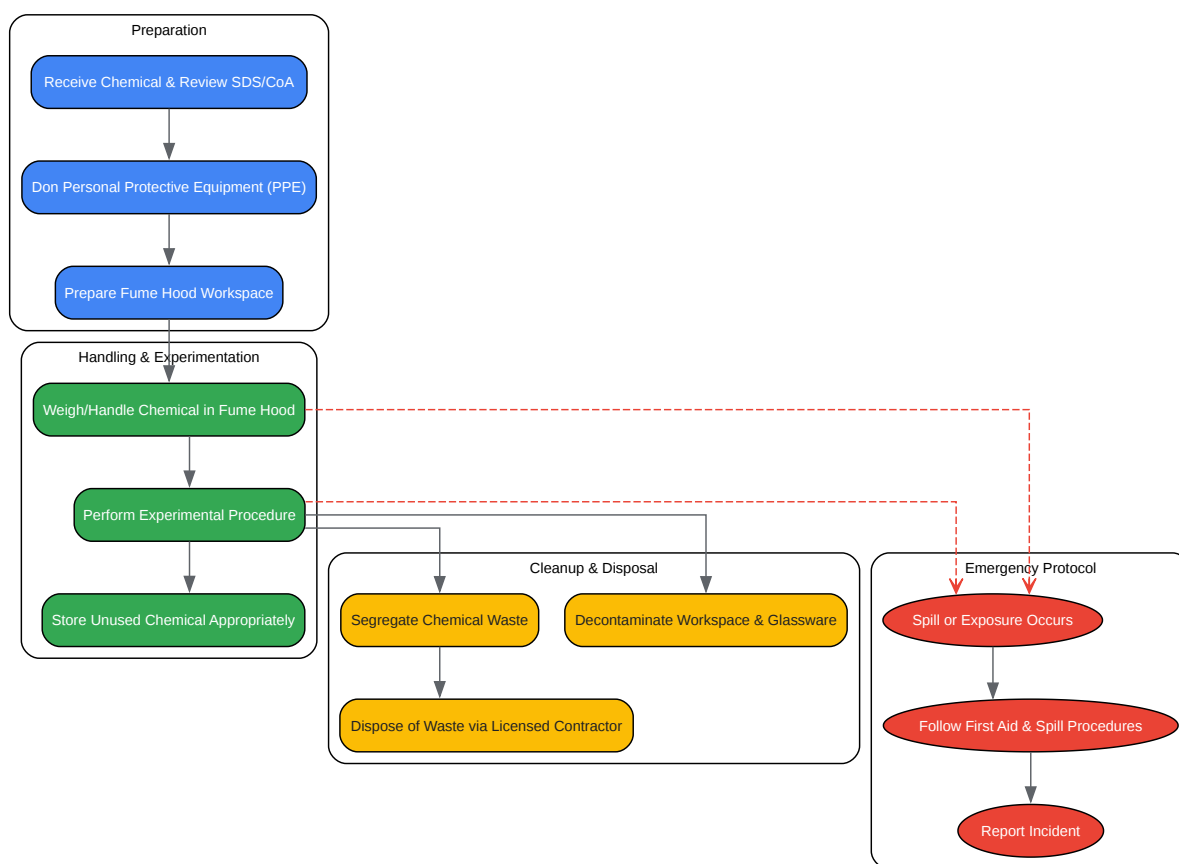 Preparation
Receive Chemical & Review SDS/CoA
Don Personal Protective Equipment (PPE)
Prepare Fume Hood Workspace
Handling & Experimentation
Weigh/Handle Chemical in Fume Hood
Perform Experimental Procedure
Store Unused Chemical Appropriately
Cleanup & Disposal
Segregate Chemical Waste
Decontaminate Workspace & Glassware
Dispose of Waste via Licensed Contractor
Emergency Protocol
Spill or Exposure Occurs
Follow First Aid & Spill Procedures
Report Incident